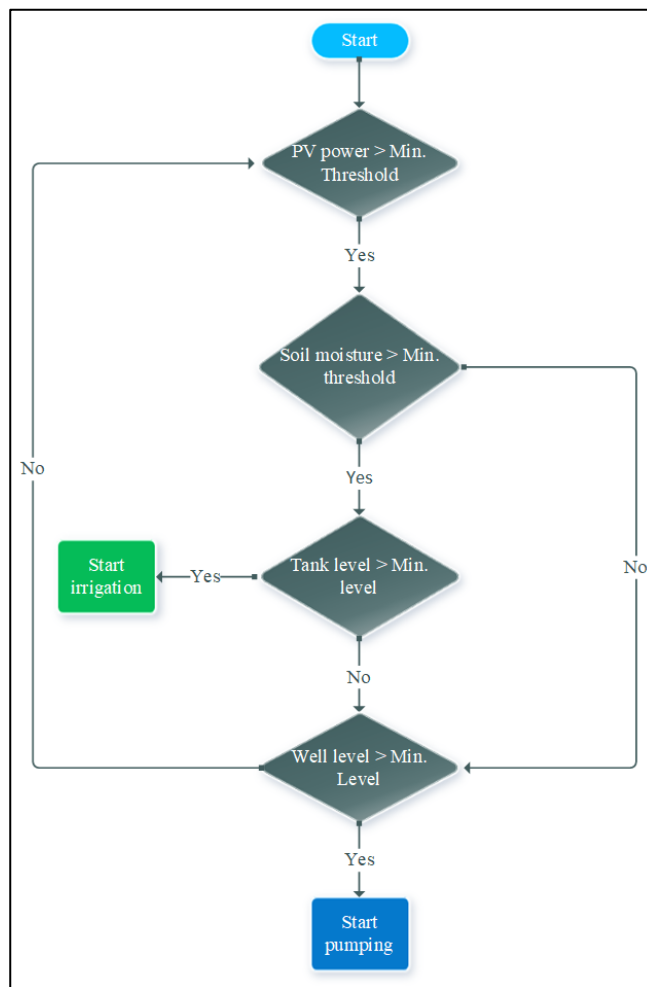 Start
PV power > Min.
Threshold
Yes
Soil moisture > Min.
threshold
No
Yes
Start
irrigation
Yes
Tank level > Min.
level
No
No
Well level > Min.
Level
Yes
Start
pumping